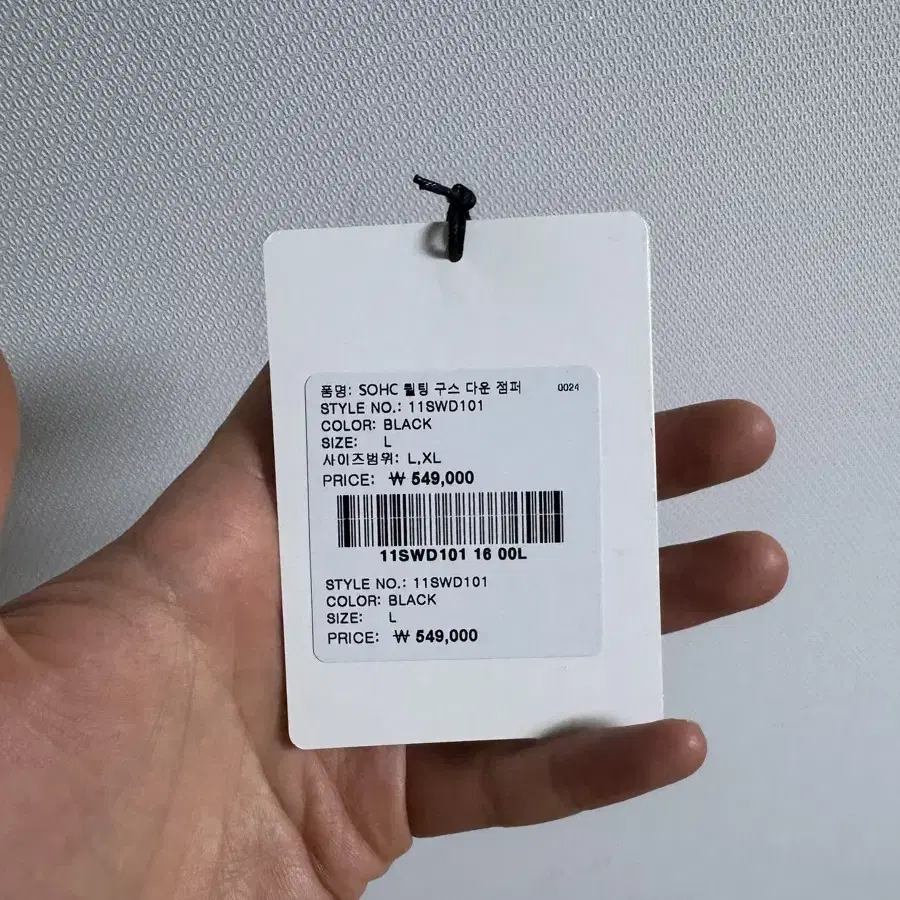 품명: SOHC 퀼팅 구스 다운 점퍼 0024
STYLE NO.: 11SWD101
COLOR: BLACK
SIZE: L
사이즈범위: L,XL
PRICE: ₩ 549,000
11SWD101 16 00L
STYLE NO.: 11SWD101
COLOR: BLACK
SIZE: L
PRICE: ₩ 549,000